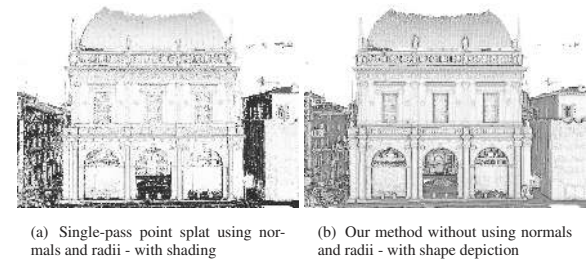 (a) Single-pass point splat using nor-
mals and radii - with shading
(b) Our method without using normals
and radii - with shape depiction